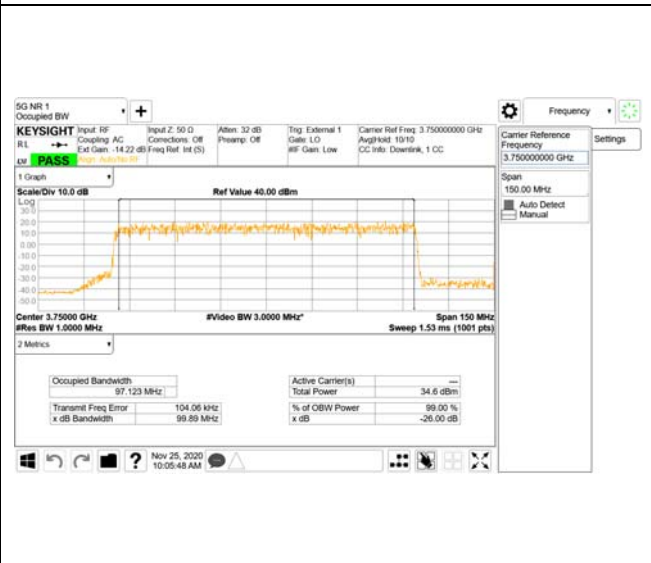 5G NR 1
Occupied BW
Frequency
KEYSIGHT Input: RF Input Z: 50 Ω Atten: 32 dB Trig: External 1 Carrier Ref Freq: 3.750000000 GHz
Coupling: AC Corrections: Off Preamp: Off Gate: LO Avg|Hold: 10/10
RL Ext Gain: -14.22 dB Freq Ref: Int (S) #IF Gain: Low CC Info: Downlink, 1 CC
PASS Align: Auto/No RF
Carrier Reference
Frequency
3.750000000 GHz
Settings
Span
150.00 MHz
Auto Detect
Manual
1 Graph
Scale/Div 10.0 dB Ref Value 40.00 dBm
Log
30.0
20.0
10.0
0.00
-10.0
-20.0
-30.0
-40.0
-50.0
Center 3.75000 GHz #Video BW 3.0000 MHz* Span 150 MHz
#Res BW 1.0000 MHz Sweep 1.53 ms (1001 pts)
2 Metrics
Occupied Bandwidth Active Carrier(s) ---
97.123 MHz Total Power 34.6 dBm
Transmit Freq Error 104.06 kHz % of OBW Power 99.00 %
x dB Bandwidth 99.89 MHz x dB -26.00 dB
Nov 25, 2020
10:05:48 AM